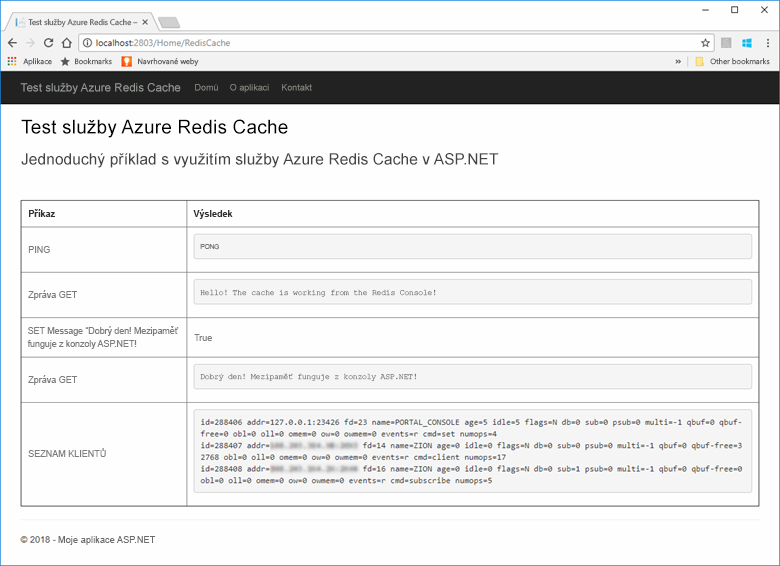 Test služby Azure Redis Cache –
localhost:2803/Home/RedisCache
Aplikace Bookmarks Navrhované weby » Other bookmarks
Test služby Azure Redis Cache Domů O aplikaci Kontakt
Test služby Azure Redis Cache
Jednoduchý příklad s využitím služby Azure Redis Cache v ASP.NET
Příkaz Výsledek
PING PONG
Zpráva GET Hello! The cache is working from the Redis Console!
SET Message "Dobrý den! Mezipaměť
funguje z konzoly ASP.NET! True
Zpráva GET Dobrý den! Mezipaměť funguje z konzoly ASP.NET!
SEZNAM KLIENTŮ
id=288406 addr=127.0.0.1:23426 fd=23 name=PORTAL_CONSOLE age=5 idle=5 flags=N db=0 sub=0 psub=0 multi=-1 qbuf=0 qbuf-
free=0 obl=0 oll=0 omem=0 ow=0 owmem=0 events=r cmd=set numops=4
id=288407 addr= fd=14 name=ZION age=0 idle=0 flags=N db=0 sub=0 psub=0 multi=-1 qbuf=0 qbuf-free=3
2768 obl=0 oll=0 omem=0 ow=0 owmem=0 events=r cmd=client numops=17
id=288408 addr= fd=16 name=ZION age=0 idle=0 flags=N db=0 sub=1 psub=0 multi=-1 qbuf=0 qbuf-free=0
obl=0 oll=0 omem=0 ow=0 owmem=0 events=r cmd=subscribe numops=5
© 2018 - Moje aplikace ASP.NET